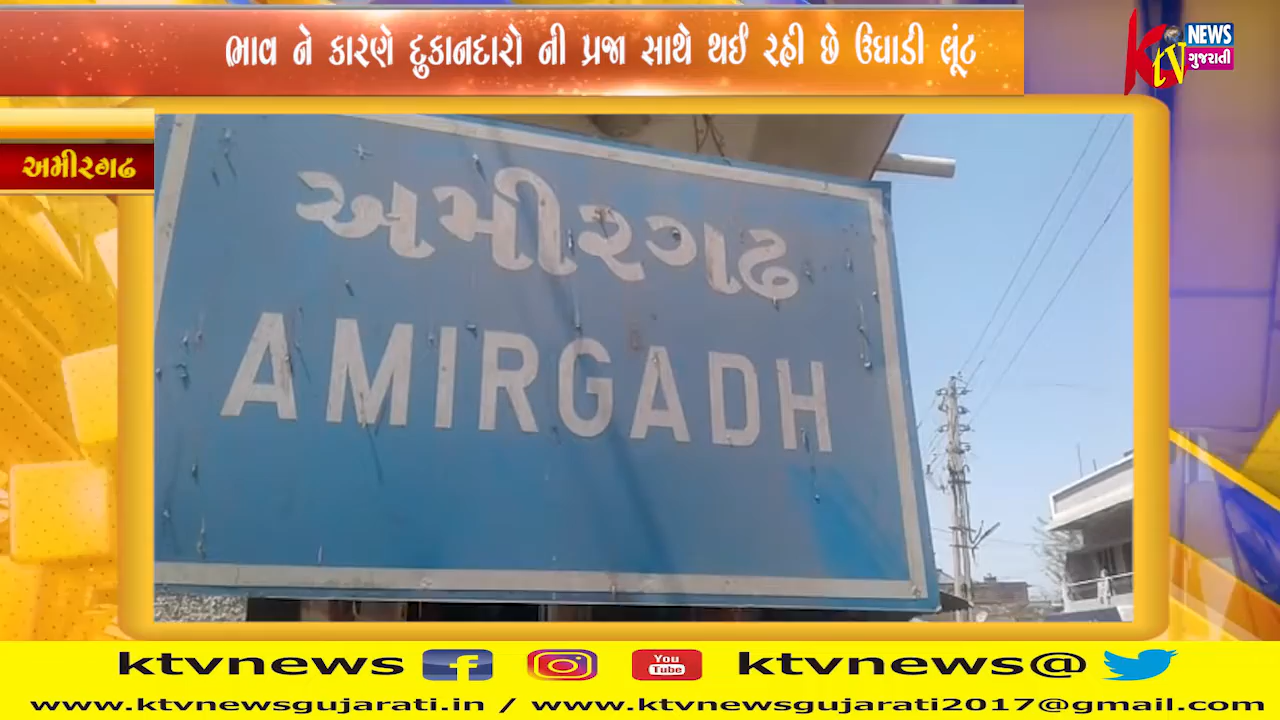 ભાવ ને કારણે દુકાનદારો ની પ્રજા સાથે થઈ રહી છે ઉઘાડી લૂંટ
Ktv NEWS ગુજરાતી
અમીરગઢ
અમીરગઢ
AMIRGADH
ktvnews f You Tube ktvnews@
www.ktvnewsgujarati.in / www.ktvnewsgujarati2017@gmail.com